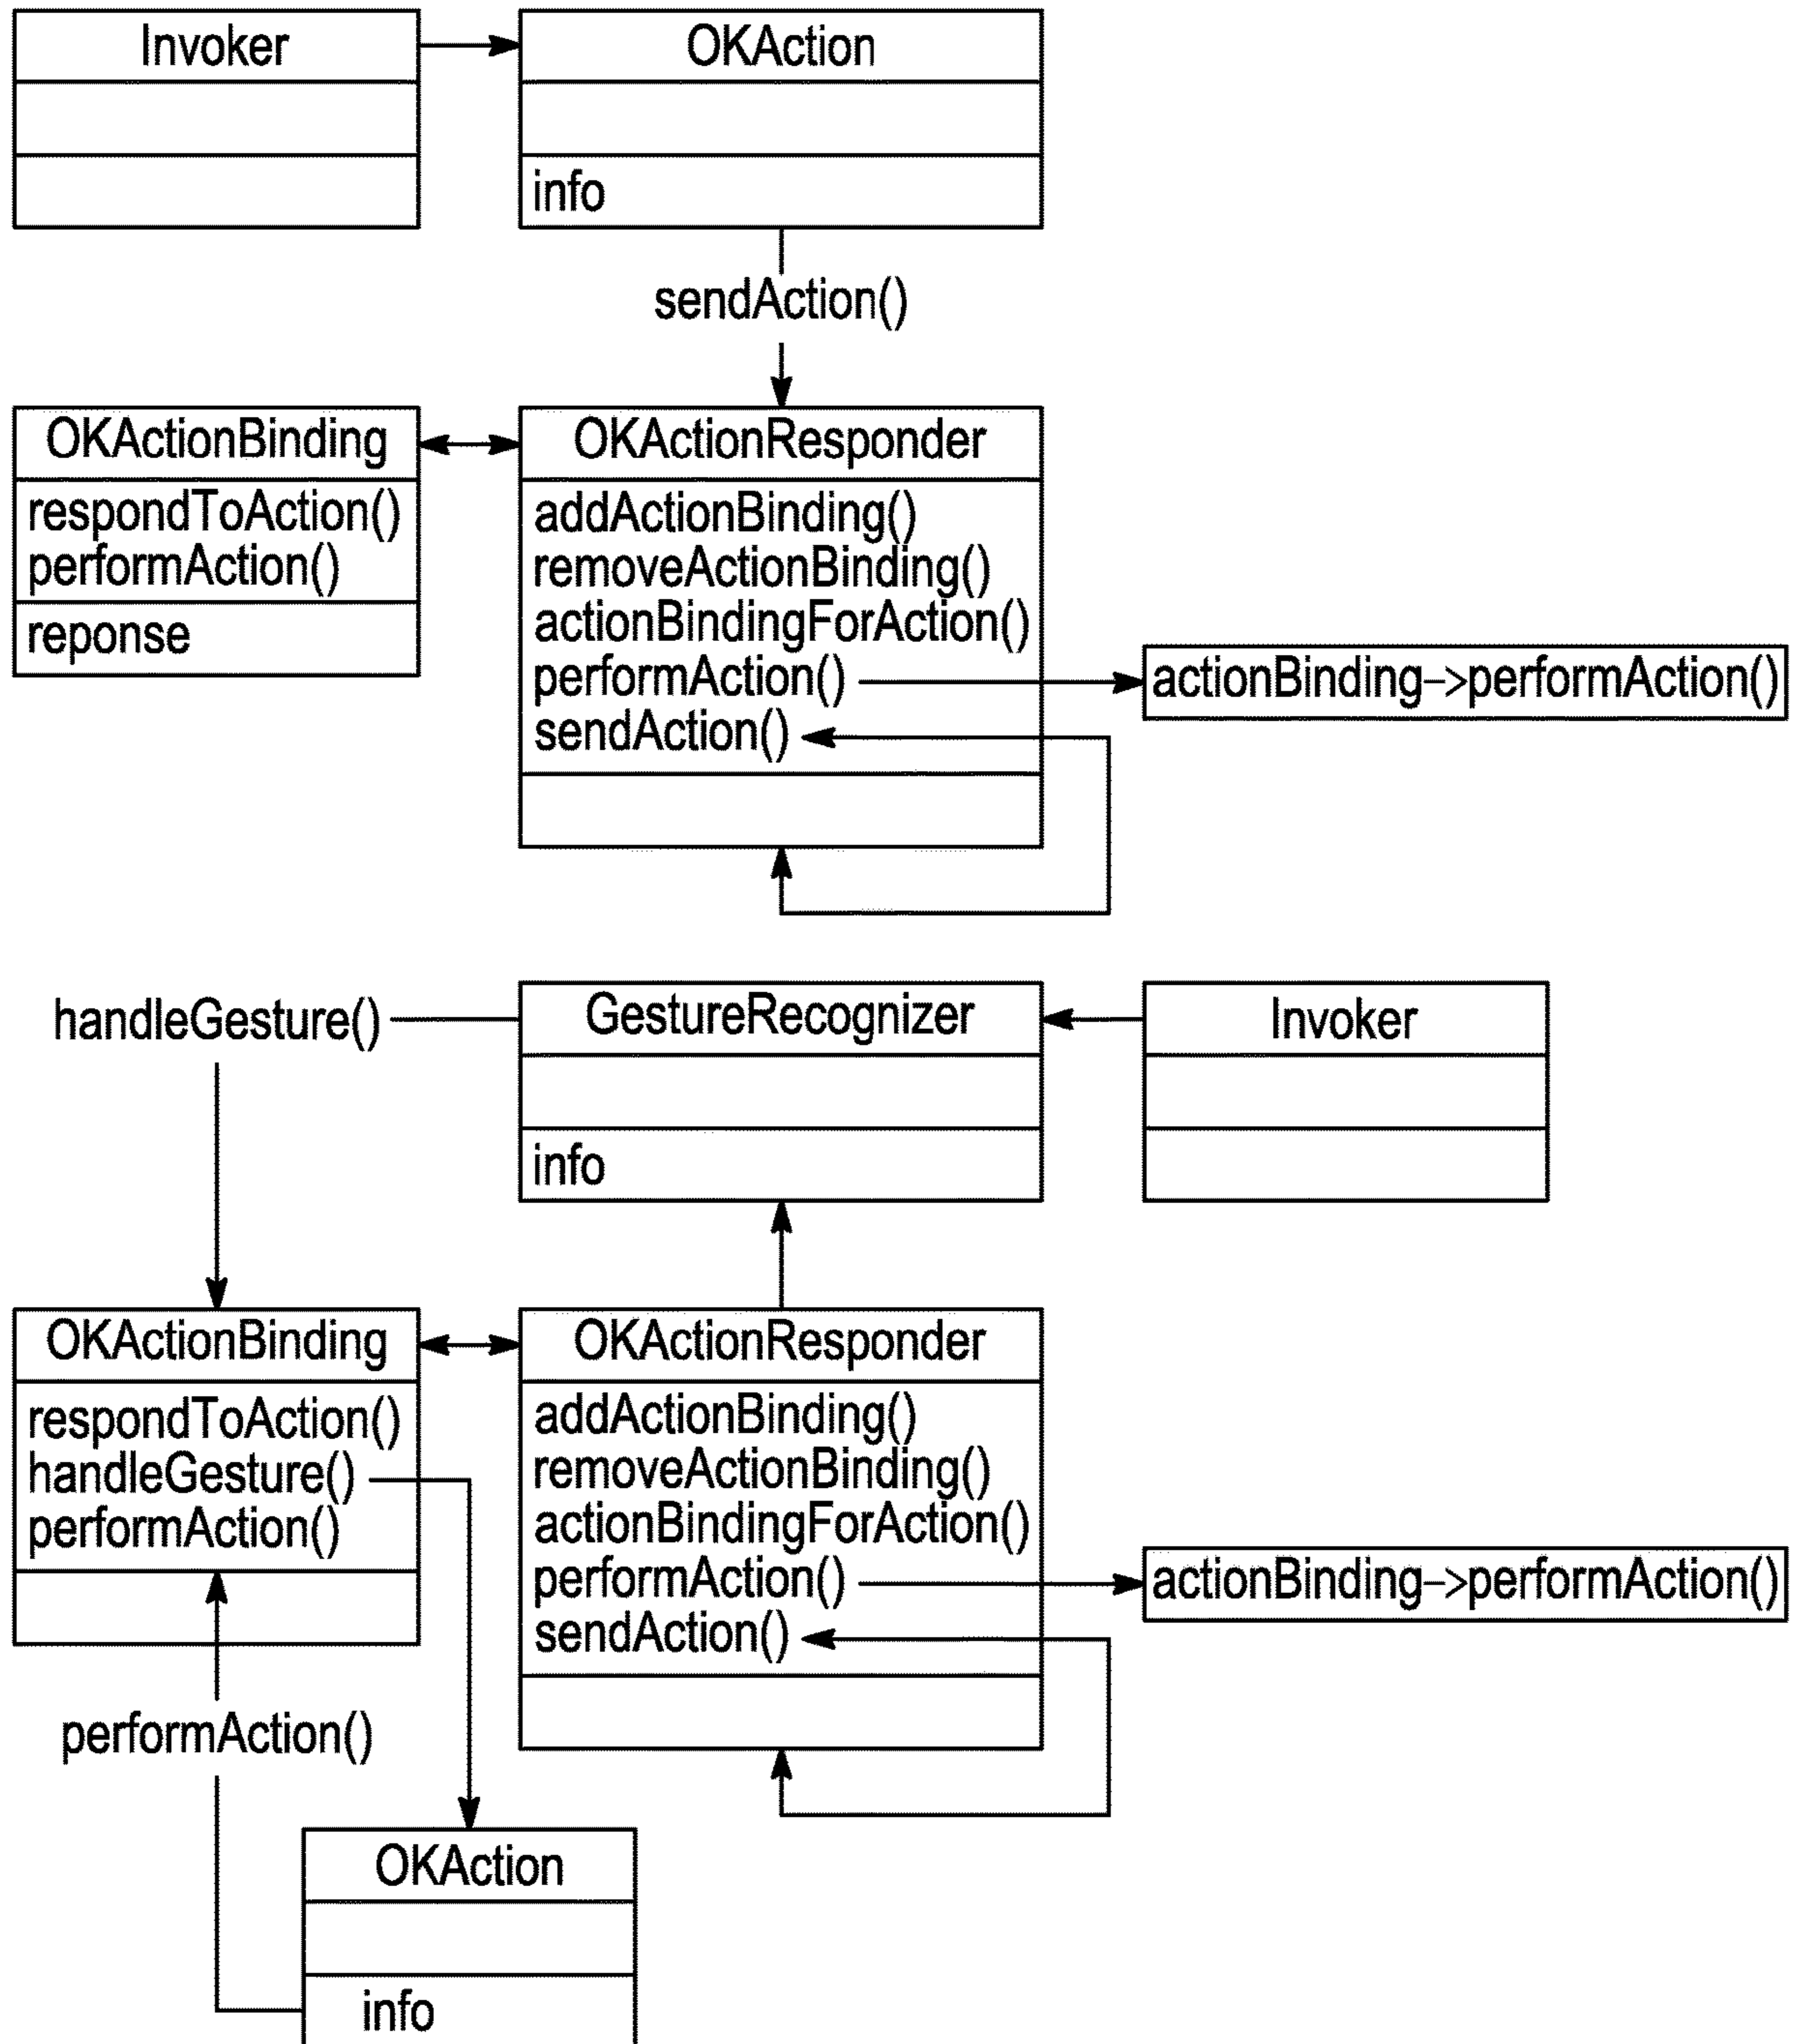 Invoker
OKAction
info
sendAction()
OKActionBinding
respondToAction()
performAction()
reponse
OKActionResponder
addActionBinding()
removeActionBinding()
actionBindingForAction()
performAction()
sendAction()
actionBinding->performAction()
handleGesture()
GestureRecognizer
info
Invoker
OKActionBinding
respondToAction()
handleGesture()
performAction()
OKActionResponder
addActionBinding()
removeActionBinding()
actionBindingForAction()
performAction()
sendAction()
actionBinding->performAction()
performAction()
OKAction
info